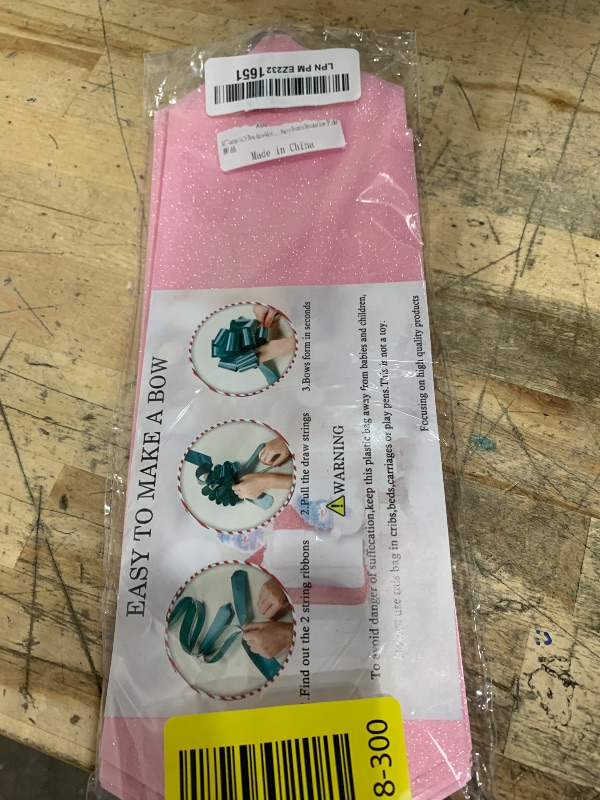 LPN PM EZ232 1651
Made in China
EASY TO MAKE A BOW
.Find out the 2 string ribbons
2.Pull the draw strings
3.Bows form in seconds
WARNING
To avoid danger of suffocation,keep this plastic bag away from babies and children,
use this bag in cribs,beds,carriages or play pens.This is not a toy.
Focusing on high quality products
8-300